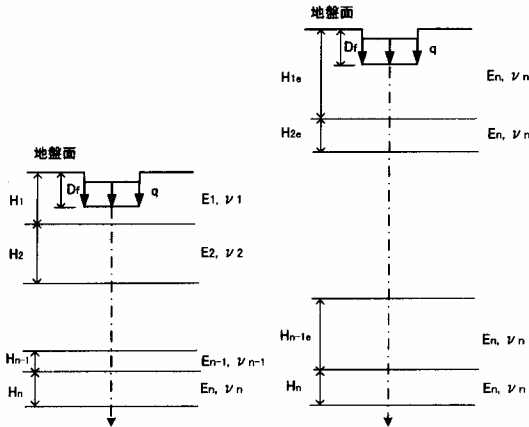 地盤面
Df
q
H1
E1, ν1
H2
E2, ν2
Hn-1
En-1, νn-1
Hn
En, νn
地盤面
Df
q
H1e
En, νn
H2e
En, νn
Hn-1e
En, νn
Hn
En, νn